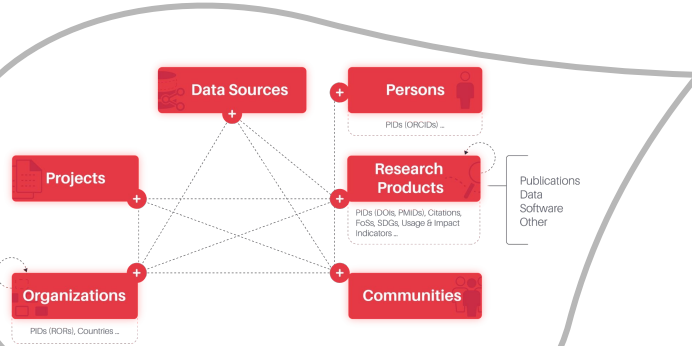 Data Sources
Persons
PIDs (ORCIDs) ...
Projects
Research
Products
PIDs (DOIs, PMIDs), Citations,
FoSs, SDGs, Usage & Impact
Indicators ...
Publications
Data
Software
Other
Organizations
PIDs (RORs), Countries ...
Communities